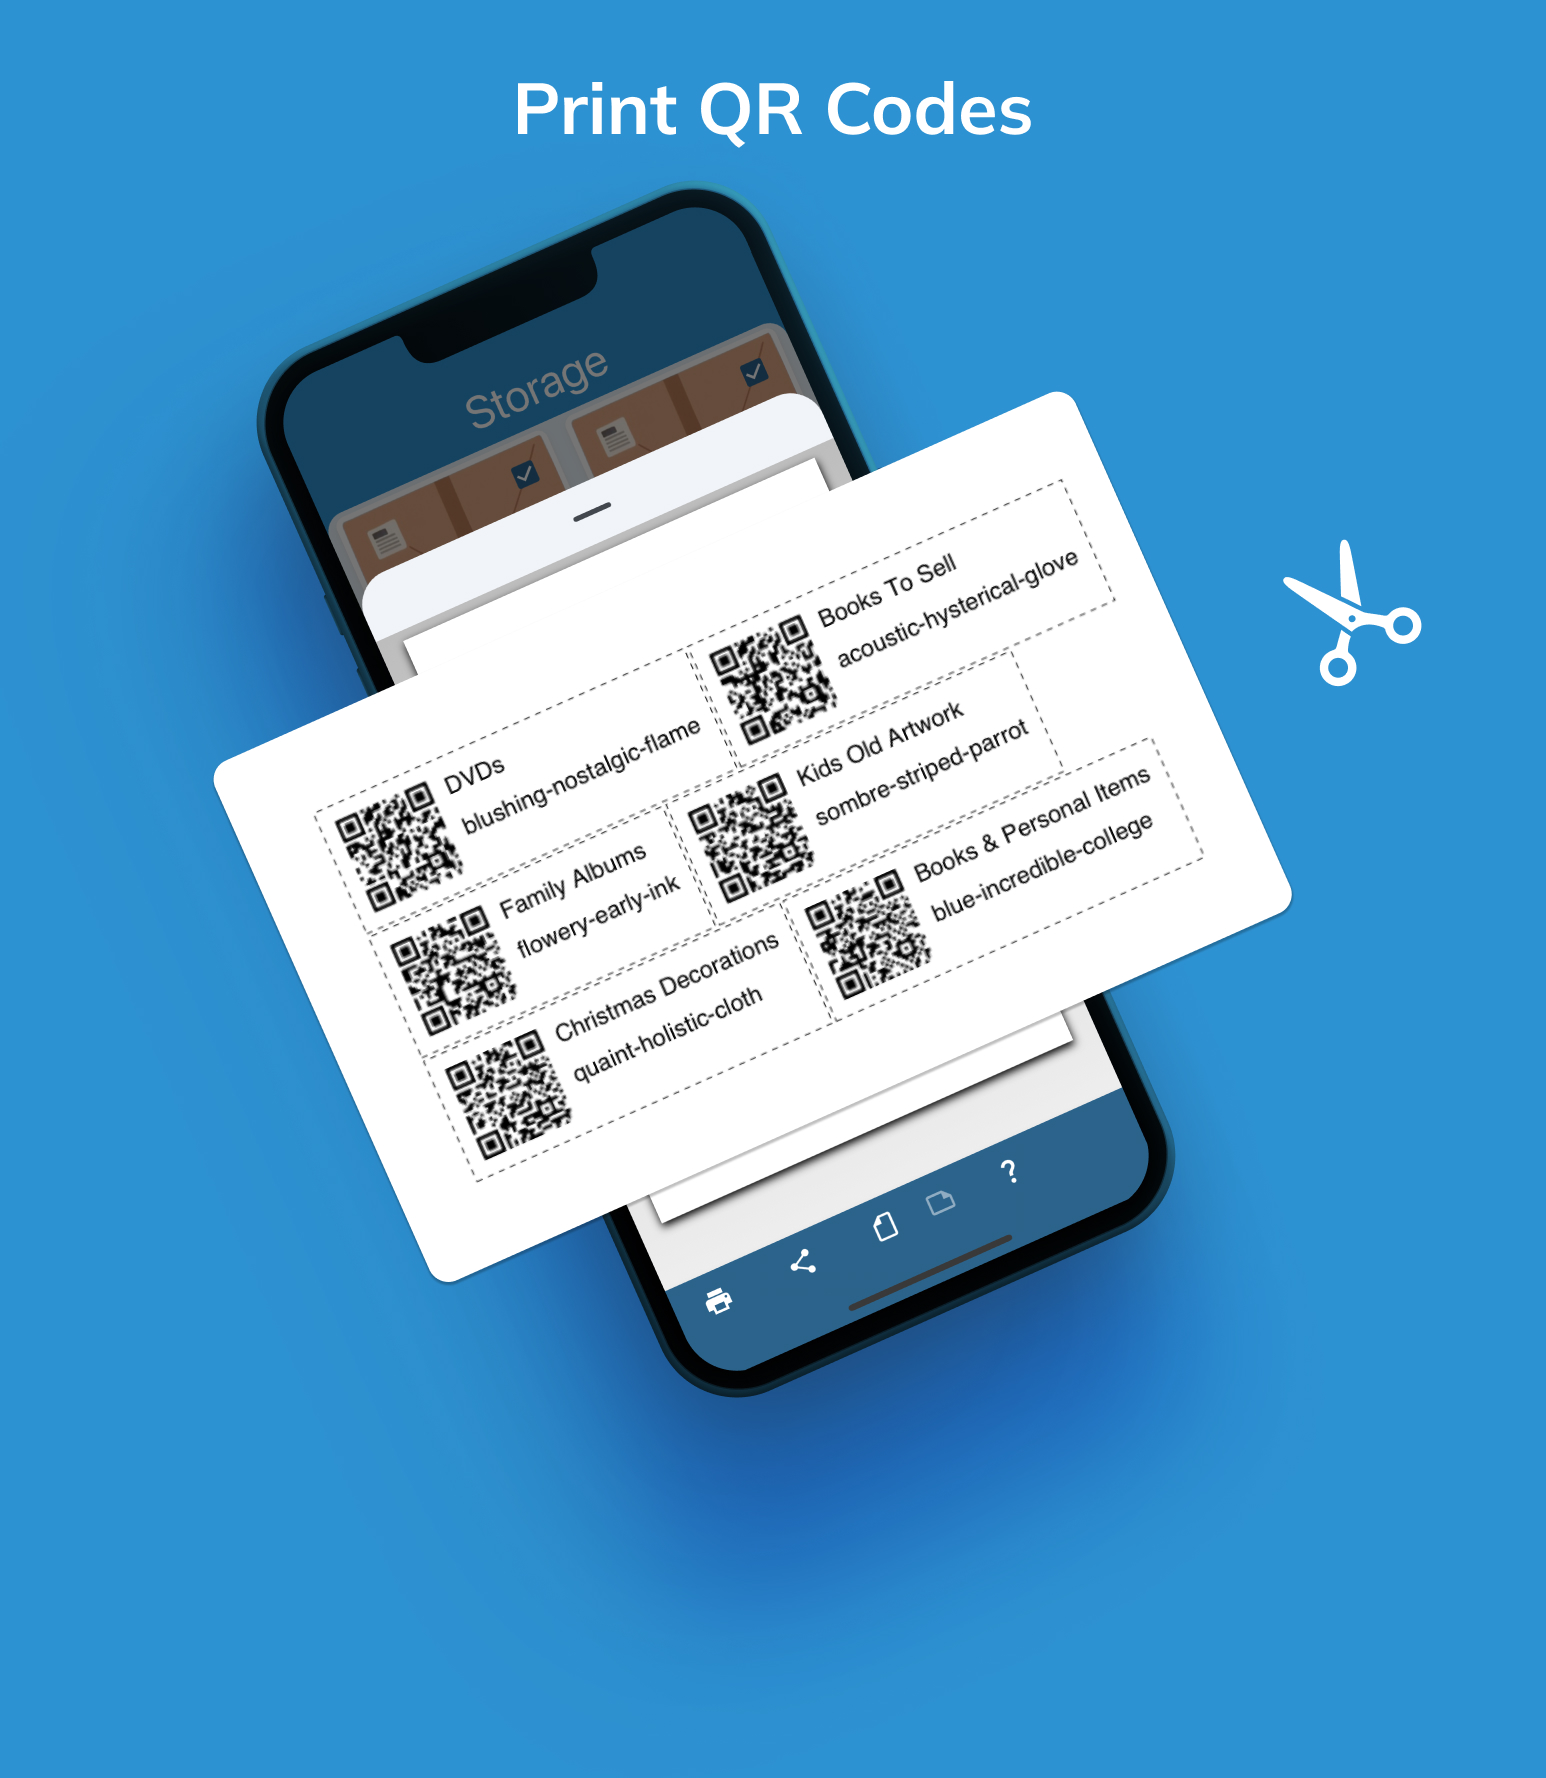 Print QR Codes
Storage
DVDs
blushing-nostalgic-flame
Books To Sell
acoustic-hysterical-glove
Family Albums
flowery-early-ink
Kids Old Artwork
sombre-striped-parrot
Christmas Decorations
quaint-holistic-cloth
Books & Personal Items
blue-incredible-college